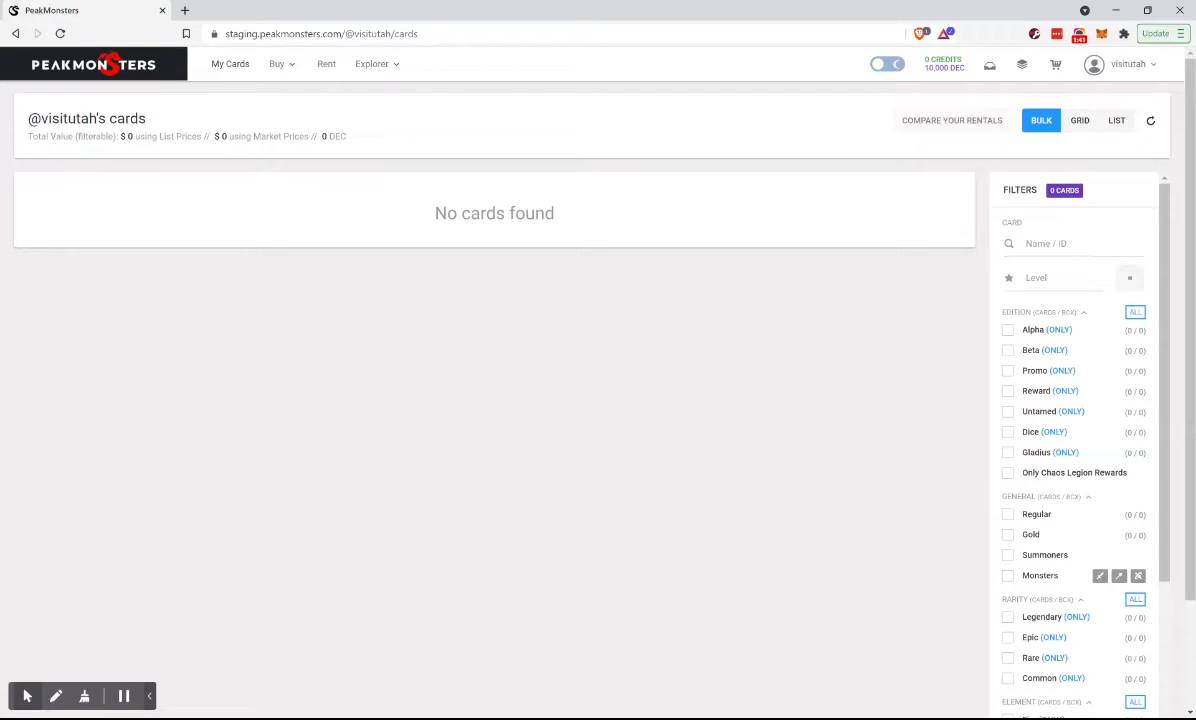 PeakMonsters
staging.peakmonsters.com/@visitutah/cards
1:41
Update
PEAKMONSTERS
My Cards
Buy
Rent
Explorer
0 CREDITS
10,000 DEC
visitutah
@visitutah's cards
Total Value (filterable): $ 0 using List Prices // $ 0 using Market Prices // 0 DEC
COMPARE YOUR RENTALS
BULK
GRID
LIST
No cards found
FILTERS 0 CARDS
CARD
Name / ID
Level
EDITION (CARDS / BCX) ALL
Alpha (ONLY) (0 / 0)
Beta (ONLY) (0 / 0)
Promo (ONLY) (0 / 0)
Reward (ONLY) (0 / 0)
Untamed (ONLY) (0 / 0)
Dice (ONLY) (0 / 0)
Gladius (ONLY) (0 / 0)
Only Chaos Legion Rewards
GENERAL (CARDS / BCX)
Regular (0 / 0)
Gold (0 / 0)
Summoners
Monsters
RARITY (CARDS / BCX) ALL
Legendary (ONLY) (0 / 0)
Epic (ONLY) (0 / 0)
Rare (ONLY) (0 / 0)
Common (ONLY) (0 / 0)
ELEMENT (CARDS / BCX) ALL